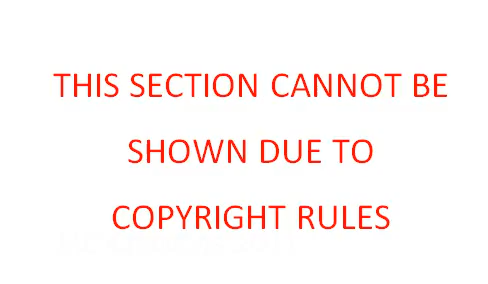 THIS SECTION CANNOT BE
SHOWN DUE TO
COPYRIGHT RULES